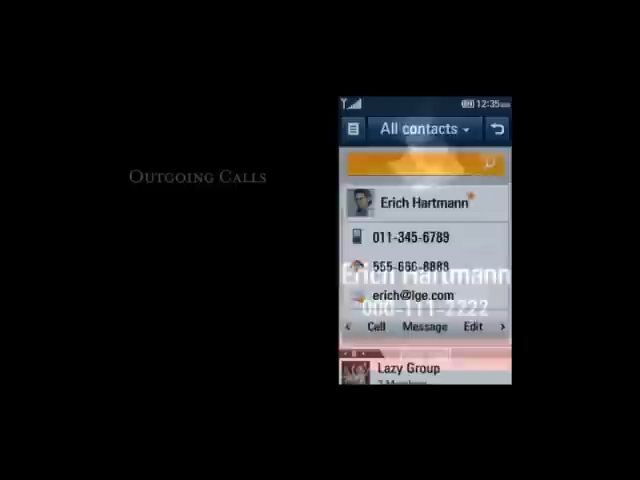 OUTGOING CALLS
12:35
All contacts
Erich Hartmann
011-345-6789
555-666-8888
Erich Hartmann
erich@lge.com
000-111-2222
Call Message Edit
Lazy Group